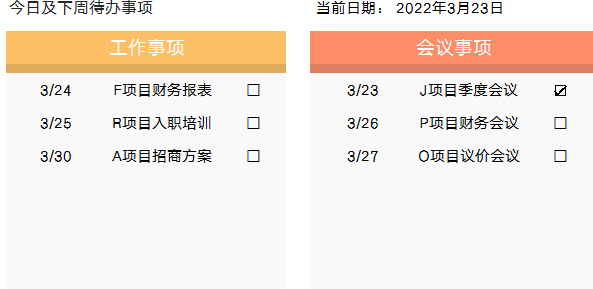 今日及下周待办事项
当前日期： 2022年3月23日
工作事项
3/24 F项目财务报表 ☐
3/25 R项目入职培训 ☐
3/30 A项目招商方案 ☐
会议事项
3/23 J项目季度会议 ☑
3/26 P项目财务会议 ☐
3/27 O项目议价会议 ☐